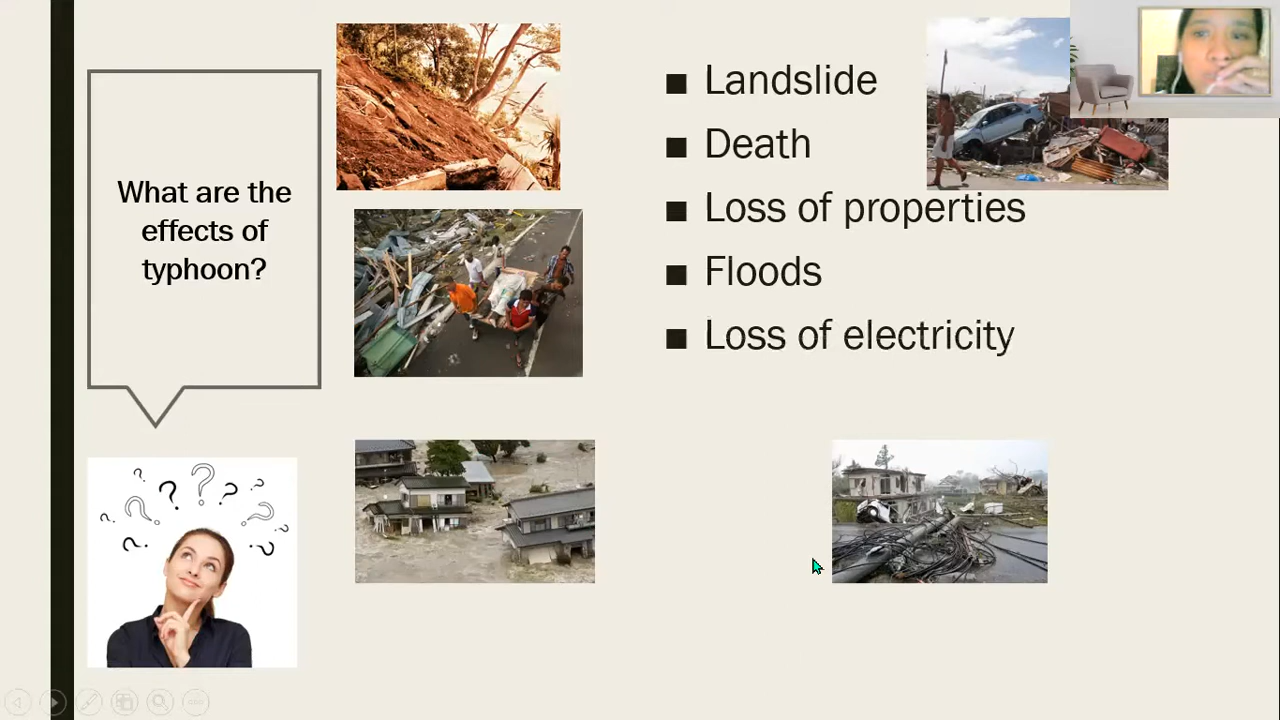 What are the
effects of
typhoon?
Landslide
Death
Loss of properties
Floods
Loss of electricity